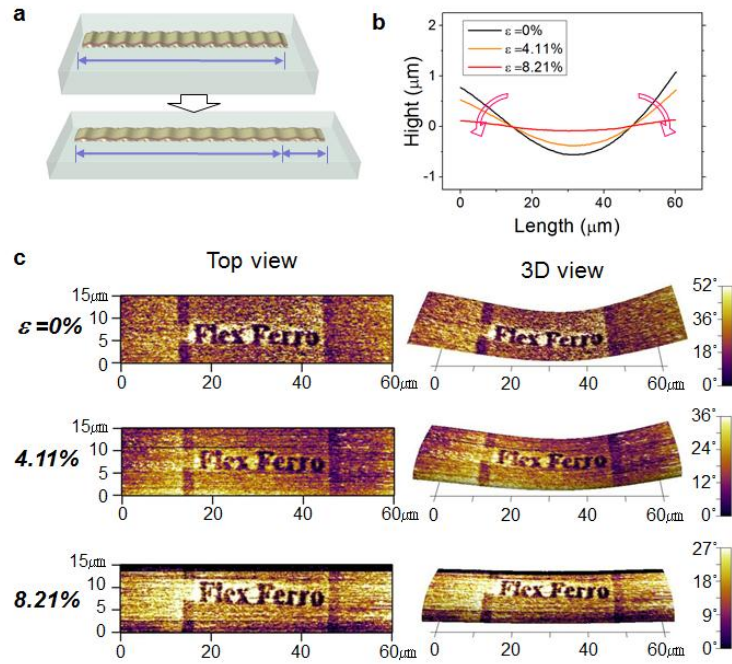 a
b
ε =0%
ε =4.11%
ε =8.21%
2
1
0
-1
Hight (μm)
0 20 40 60
Length (μm)
c
Top view
3D view
ε =0%
15μm
10
5
0
Flex Ferro
0 20 40 60μm
Flex Ferro
0 20 40 60μm
52°
36°
18°
0°
4.11%
15μm
10
5
0
Flex Ferro
0 20 40 60μm
Flex Ferro
0 20 40 60μm
36°
24°
12°
0°
8.21%
15μm
10
5
0
Flex Ferro
0 20 40 60μm
Flex Ferro
0 20 40 60μm
27°
18°
9°
0°